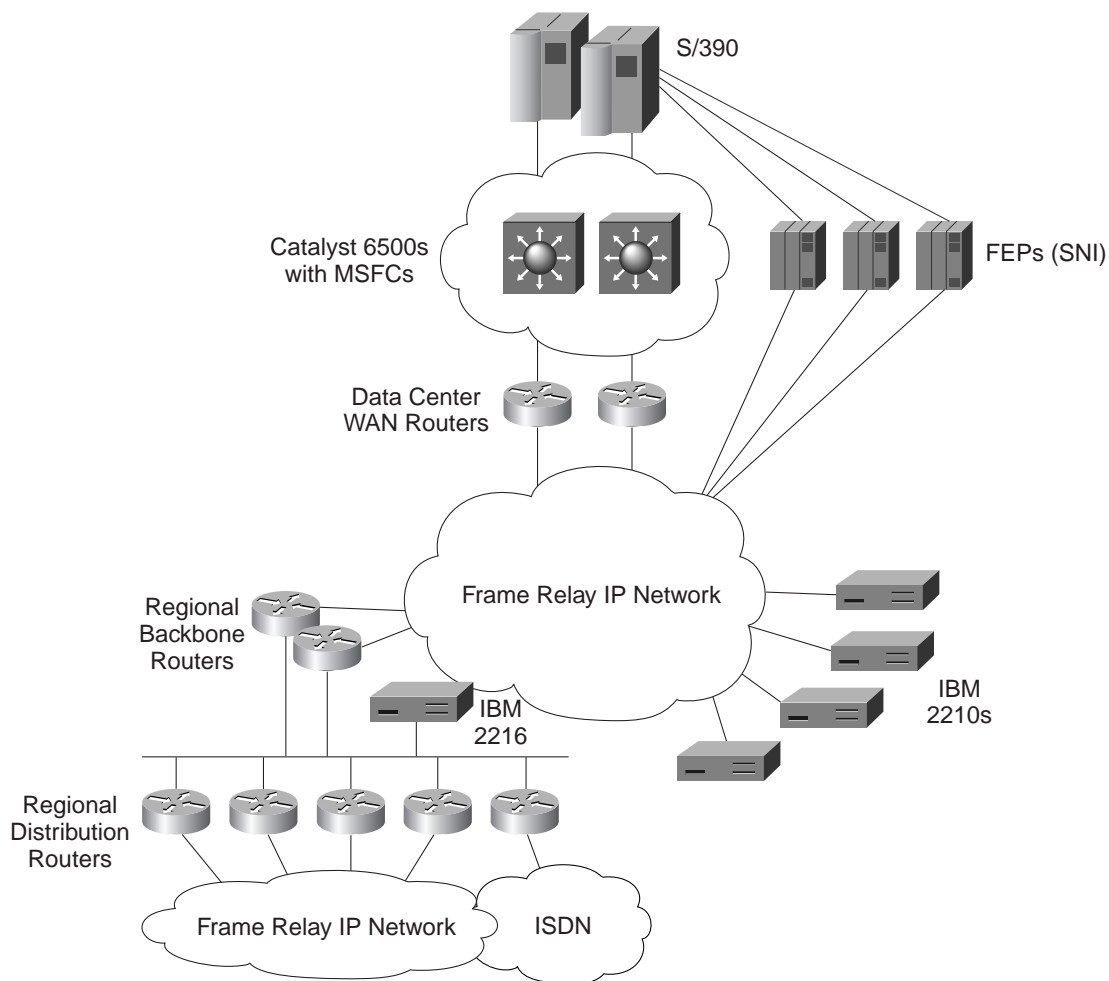 S/390
Catalyst 6500s
with MSFCs
FEPs (SNI)
Data Center
WAN Routers
Frame Relay IP Network
Regional
Backbone
Routers
IBM
2216
IBM
2210s
Regional
Distribution
Routers
Frame Relay IP Network
ISDN